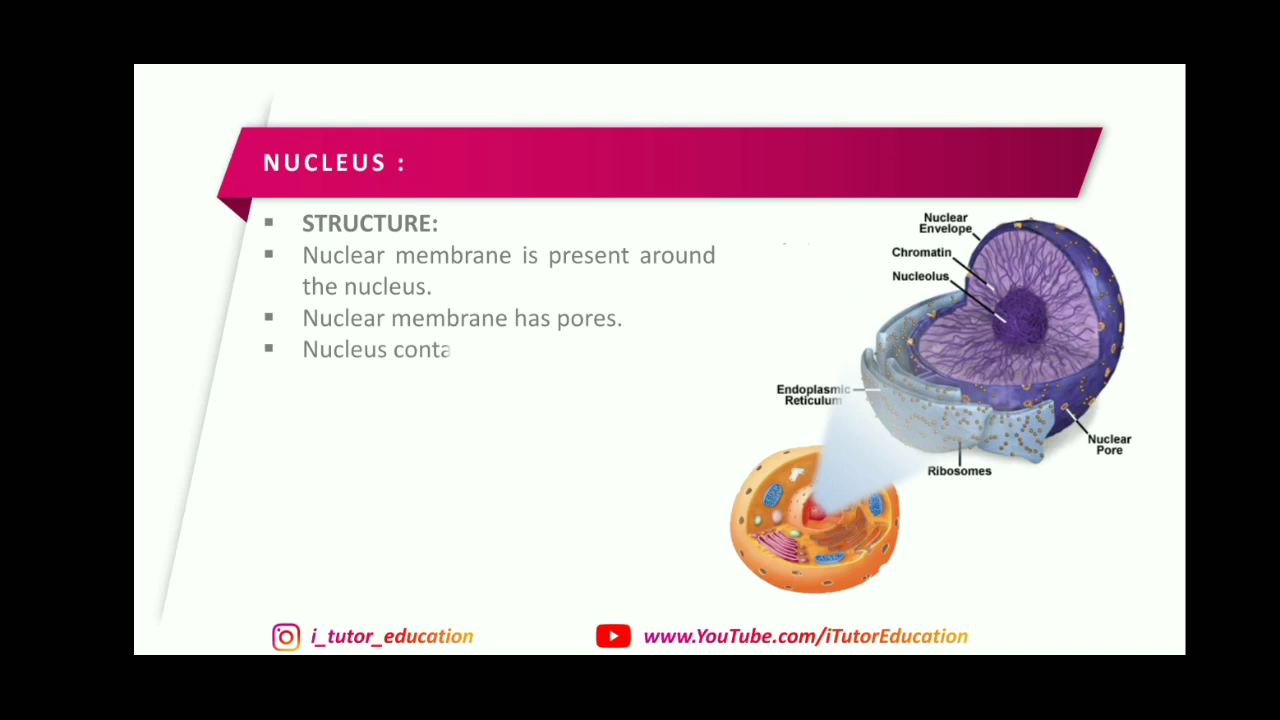 NUCLEUS :
STRUCTURE:
Nuclear membrane is present around
the nucleus.
Nuclear membrane has pores.
Nucleus conta
Nuclear
Envelope
Chromatin
Nucleolus
Endoplasmic
Reticulum
Nuclear
Pore
Ribosomes
i_tutor_education
www.YouTube.com/iTutorEducation